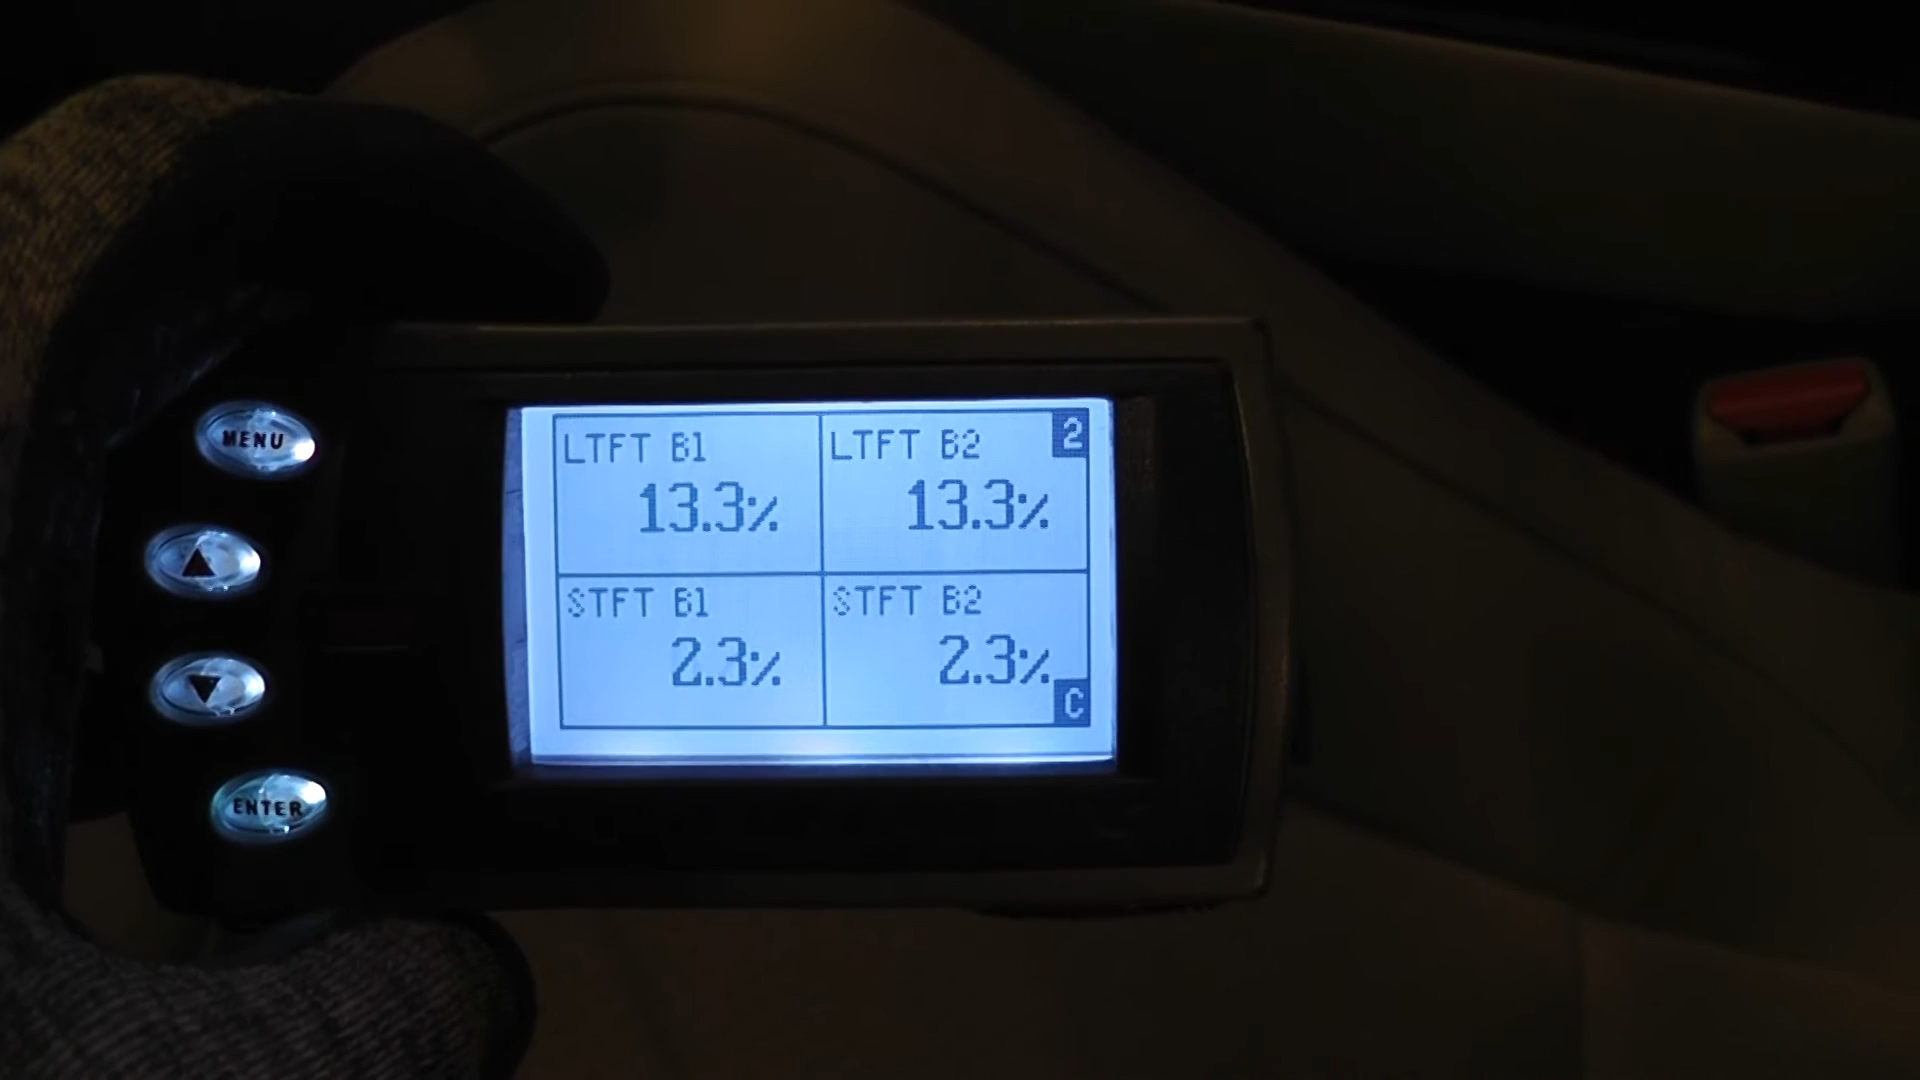 MENU
▲
▼
ENTER
LTFT B1
13.3%
LTFT B2
2
13.3%
STFT B1
2.3%
STFT B2
2.3%
C